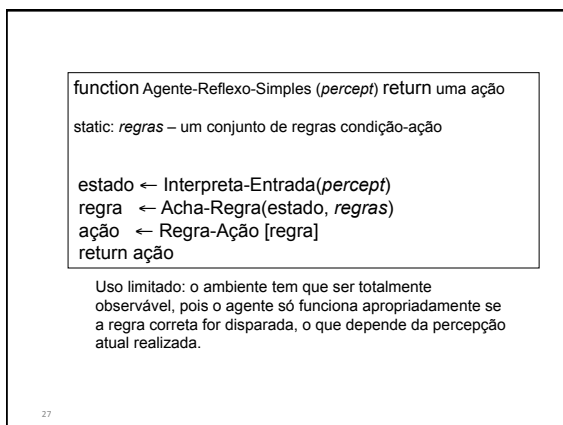 function Agente-Reflexo-Simples (percept) return uma ação
static: regras – um conjunto de regras condição-ação
estado ← Interpreta-Entrada(percept)
regra ← Acha-Regra(estado, regras)
ação ← Regra-Ação [regra]
return ação
Uso limitado: o ambiente tem que ser totalmente
observável, pois o agente só funciona apropriadamente se
a regra correta for disparada, o que depende da percepção
atual realizada.
27